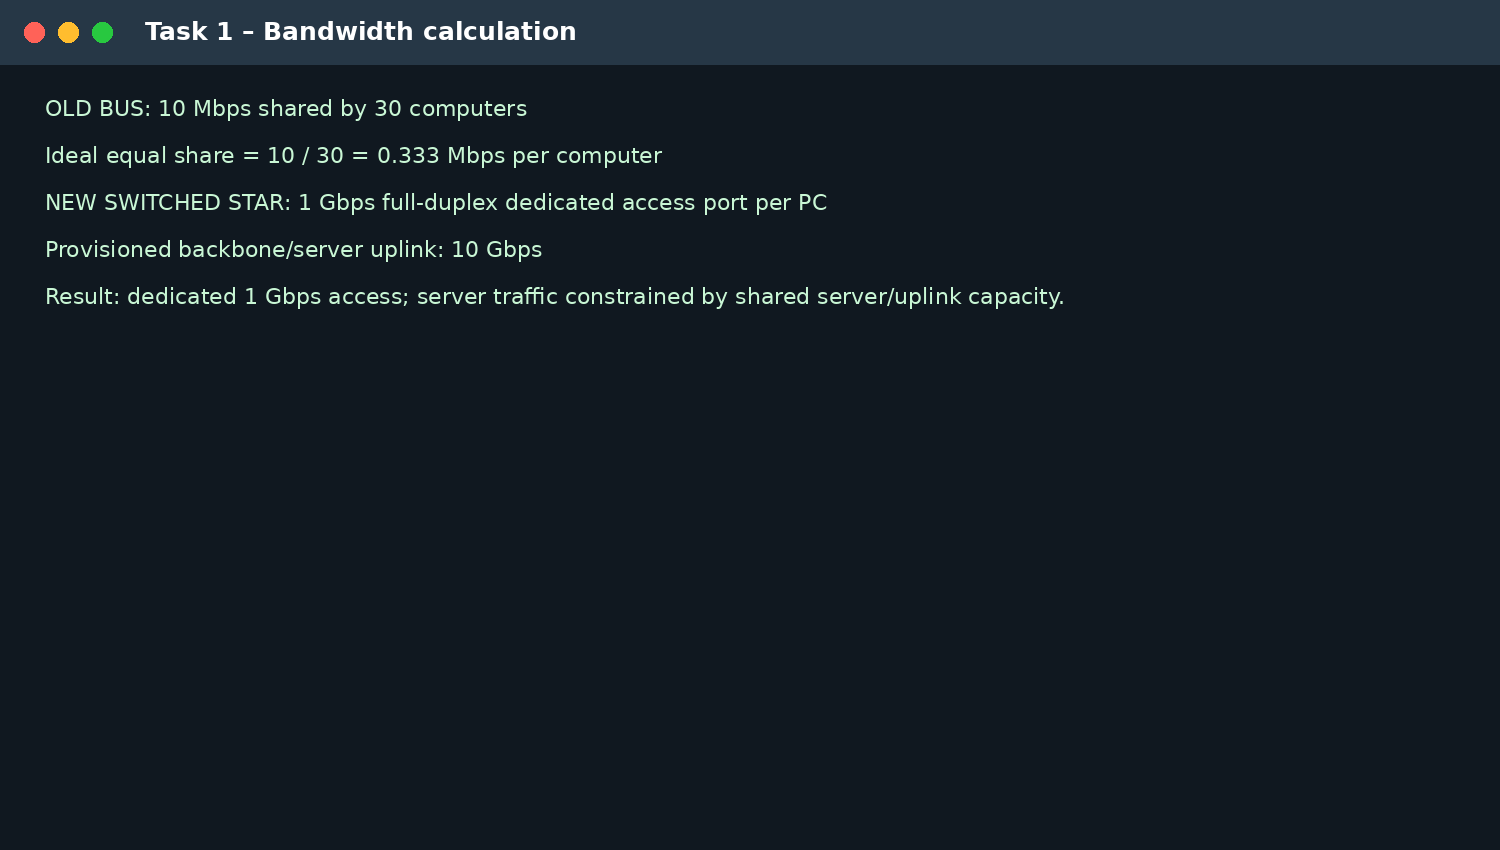 Task 1 – Bandwidth calculation
OLD BUS: 10 Mbps shared by 30 computers
Ideal equal share = 10 / 30 = 0.333 Mbps per computer
NEW SWITCHED STAR: 1 Gbps full-duplex dedicated access port per PC
Provisioned backbone/server uplink: 10 Gbps
Result: dedicated 1 Gbps access; server traffic constrained by shared server/uplink capacity.